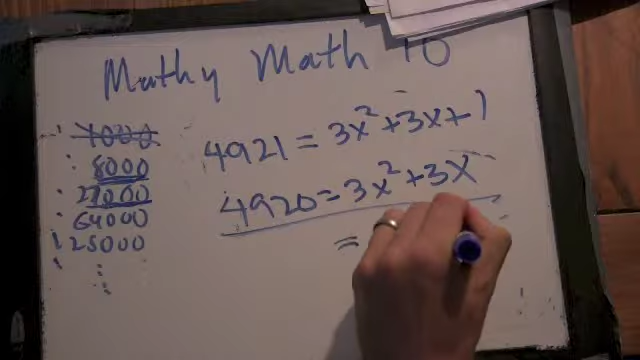 Mathy Math 10
1000
8000
27000
64000
125000
4921 = 3x² + 3x + 1
4920 = 3x² + 3x
=